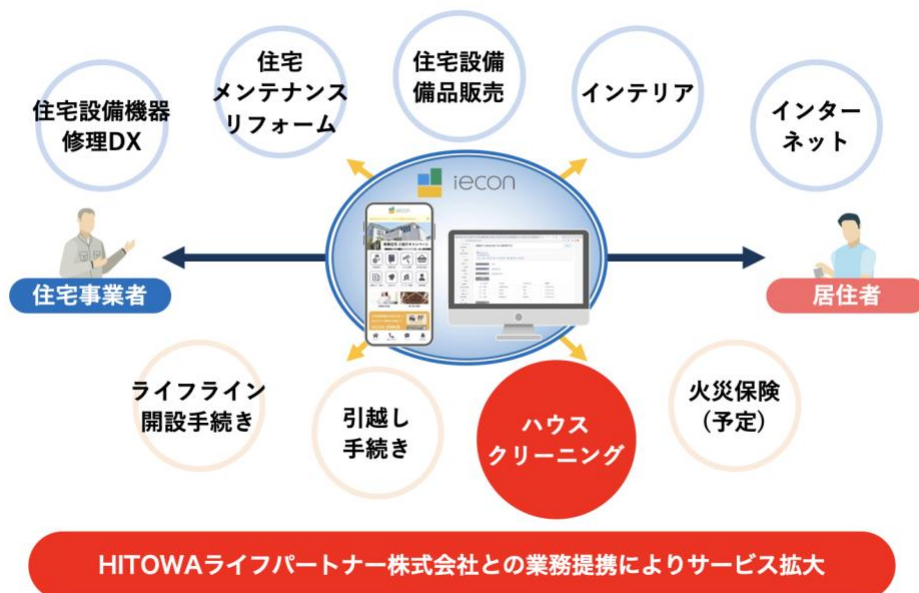 住宅設備機器
修理DX
住宅
メンテナンス
リフォーム
住宅設備
備品販売
インテリア
インター
ネット
iecon
iecon
住宅事業者
居住者
ライフライン
開設手続き
引越し
手続き
ハウス
クリーニング
火災保険
(予定)
HITOWAライフパートナー株式会社との業務提携によりサービス拡大